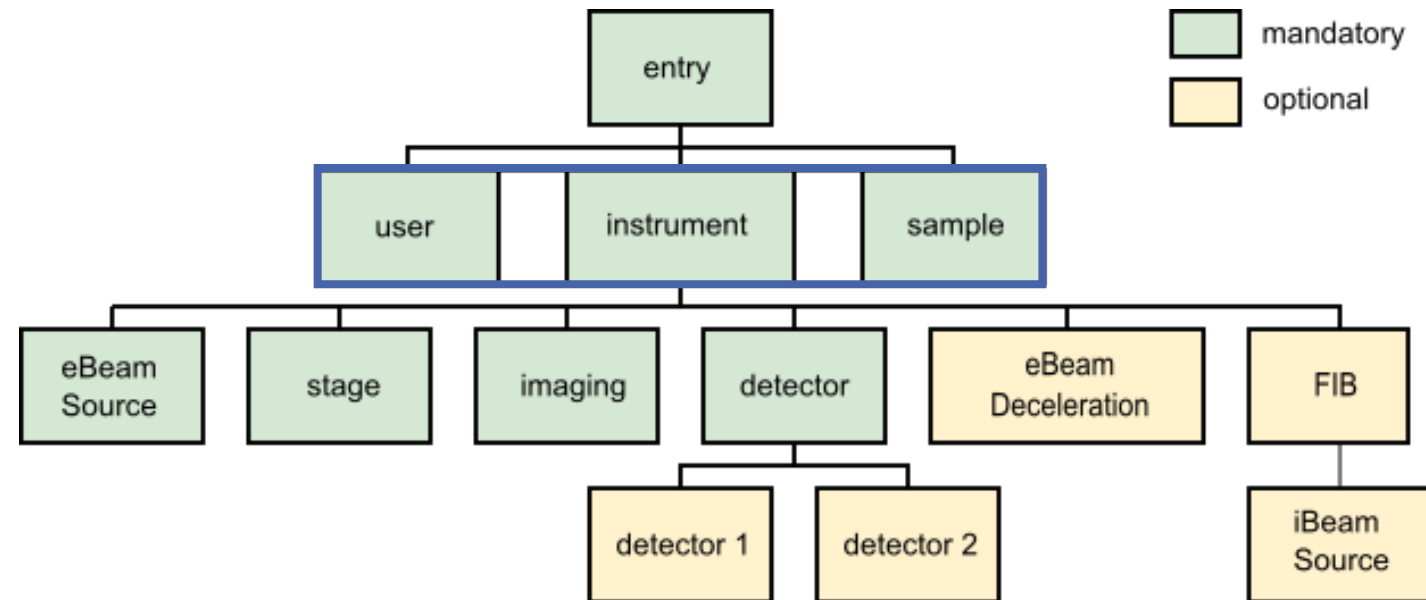 entry
mandatory
optional
user
instrument
sample
eBeam
Source
stage
imaging
detector
eBeam
Deceleration
FIB
detector 1
detector 2
iBeam
Source